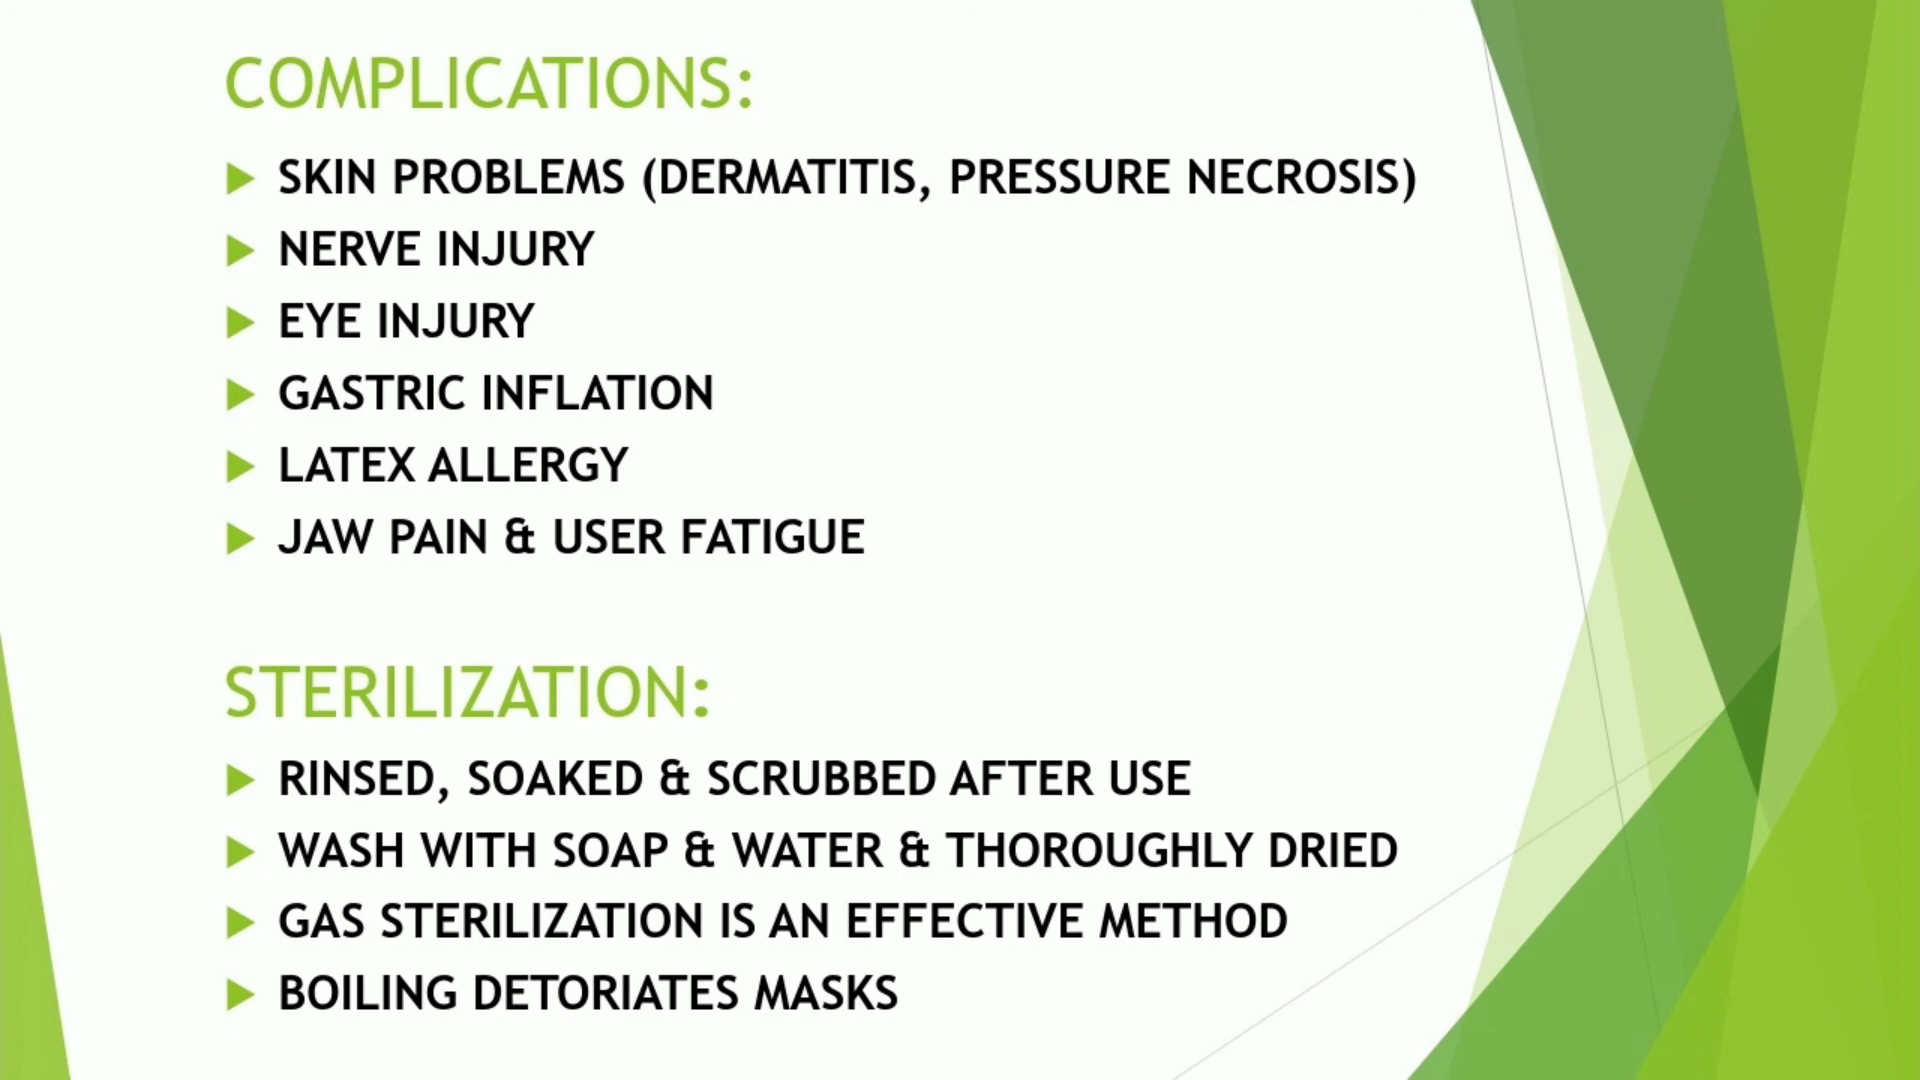 COMPLICATIONS:
SKIN PROBLEMS (DERMATITIS, PRESSURE NECROSIS)
NERVE INJURY
EYE INJURY
GASTRIC INFLATION
LATEX ALLERGY
JAW PAIN & USER FATIGUE
STERILIZATION:
RINSED, SOAKED & SCRUBBED AFTER USE
WASH WITH SOAP & WATER & THOROUGHLY DRIED
GAS STERILIZATION IS AN EFFECTIVE METHOD
BOILING DETORIATES MASKS